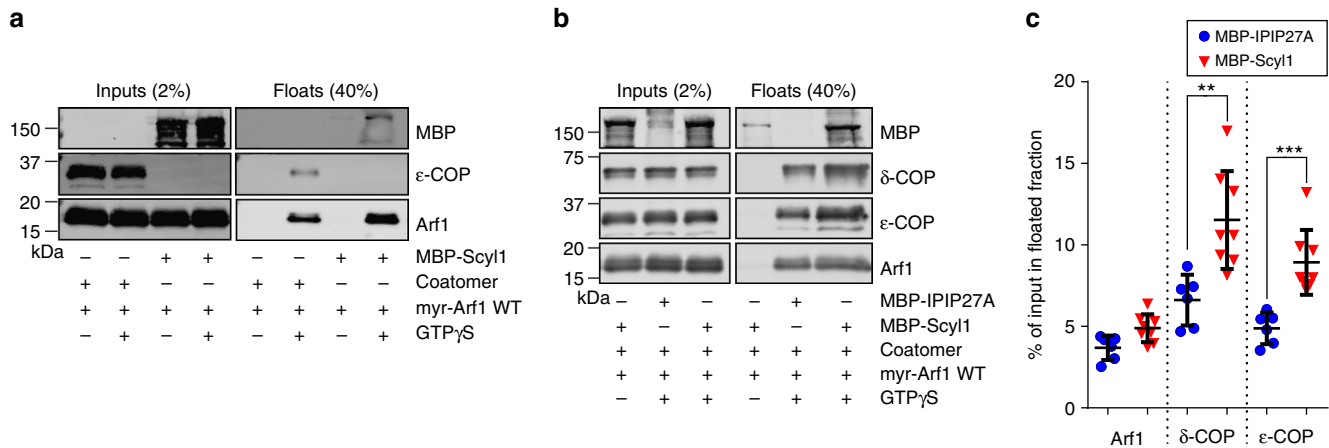 a
Inputs (2%)
Floats (40%)
150
MBP
37
ε-COP
20
15
Arf1
kDa
– – + + – – + + MBP-Scyl1
+ + – – + + – – Coatomer
+ + + + + + + + myr-Arf1 WT
– + – + – + – + GTPγS
b
Inputs (2%)
Floats (40%)
150
MBP
75
δ-COP
37
ε-COP
20
15
Arf1
kDa
– + – – + – MBP-IPIP27A
+ – + + – + MBP-Scyl1
+ + + + + + Coatomer
+ + + + + + myr-Arf1 WT
– + + – + + GTPγS
c
MBP-IPIP27A
MBP-Scyl1
% of input in floated fraction
20
15
10
5
0
**
***
Arf1
δ-COP
ε-COP